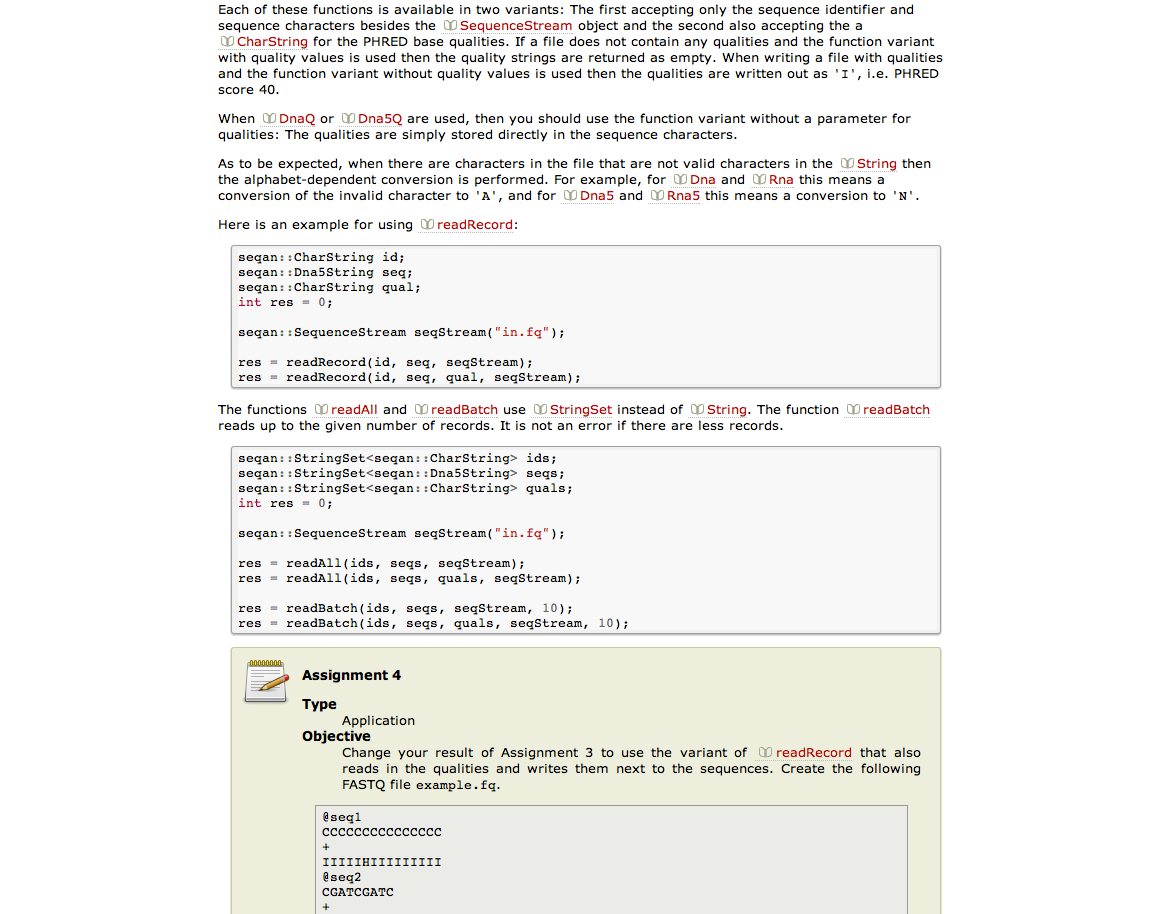 Each of these functions is available in two variants: The first accepting only the sequence identifier and
sequence characters besides the SequenceStream object and the second also accepting the a
CharString for the PHRED base qualities. If a file does not contain any qualities and the function variant
with quality values is used then the quality strings are returned as empty. When writing a file with qualities
and the function variant without quality values is used then the qualities are written out as 'I', i.e. PHRED
score 40.
When DnaQ or Dna5Q are used, then you should use the function variant without a parameter for
qualities: The qualities are simply stored directly in the sequence characters.
As to be expected, when there are characters in the file that are not valid characters in the String then
the alphabet-dependent conversion is performed. For example, for Dna and Rna this means a
conversion of the invalid character to 'A', and for Dna5 and Rna5 this means a conversion to 'N'.
Here is an example for using readRecord:
seqan::CharString id;
seqan::Dna5String seq;
seqan::CharString qual;
int res = 0;
seqan::SequenceStream seqStream("in.fq");
res = readRecord(id, seq, seqStream);
res = readRecord(id, seq, qual, seqStream);
The functions readAll and readBatch use StringSet instead of String. The function readBatch
reads up to the given number of records. It is not an error if there are less records.
seqan::StringSet<seqan::CharString> ids;
seqan::StringSet<seqan::Dna5String> seqs;
seqan::StringSet<seqan::CharString> quals;
int res = 0;
seqan::SequenceStream seqStream("in.fq");
res = readAll(ids, seqs, seqStream);
res = readAll(ids, seqs, quals, seqStream);
res = readBatch(ids, seqs, seqStream, 10);
res = readBatch(ids, seqs, quals, seqStream, 10);
Assignment 4
Type
Application
Objective
Change your result of Assignment 3 to use the variant of readRecord that also
reads in the qualities and writes them next to the sequences. Create the following
FASTQ file example.fq.
@seq1
CCCCCCCCCCCCCCC
+
IIIIIHIIIIIIIII
@seq2
CGATCGATC
+